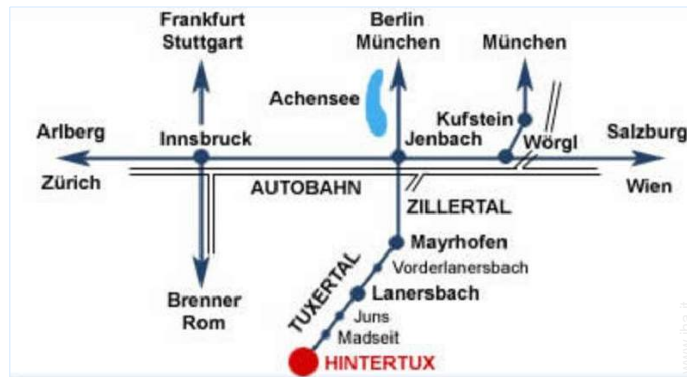 Frankfurt
Stuttgart
Berlin
München
München
Achensee
Kufstein
Arlberg
Innsbruck
Jenbach
Wörgl
Salzburg
Zürich
AUTOBAHN
Wien
ZILLERTAL
Mayrhofen
Vorderlanersbach
TUXERTAL
Lanersbach
Brenner
Rom
Juns
Madseit
HINTERTUX